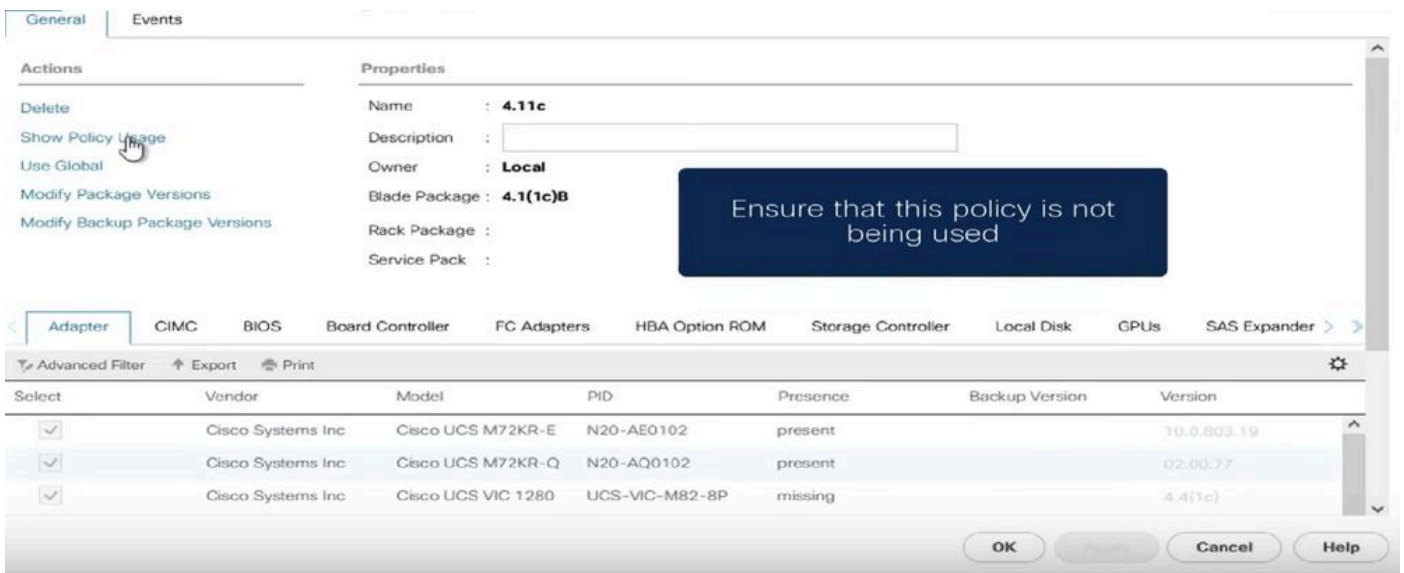 General Events
Actions Properties
Delete Name : 4.11c
Show Policy Usage Description :
Use Global Owner : Local
Modify Package Versions Blade Package : 4.1(1c)B
Modify Backup Package Versions Rack Package :
Service Pack :
Ensure that this policy is not
being used
Adapter CIMC BIOS Board Controller FC Adapters HBA Option ROM Storage Controller Local Disk GPUs SAS Expander
Advanced Filter Export Print
Select Vendor Model PID Presence Backup Version Version
Cisco Systems Inc Cisco UCS M72KR-E N20-AE0102 present 10.0.803.19
Cisco Systems Inc Cisco UCS M72KR-Q N20-AQ0102 present 02.00.77
Cisco Systems Inc Cisco UCS VIC 1280 UCS-VIC-M82-8P missing 4.4(1c)
OK Cancel Help